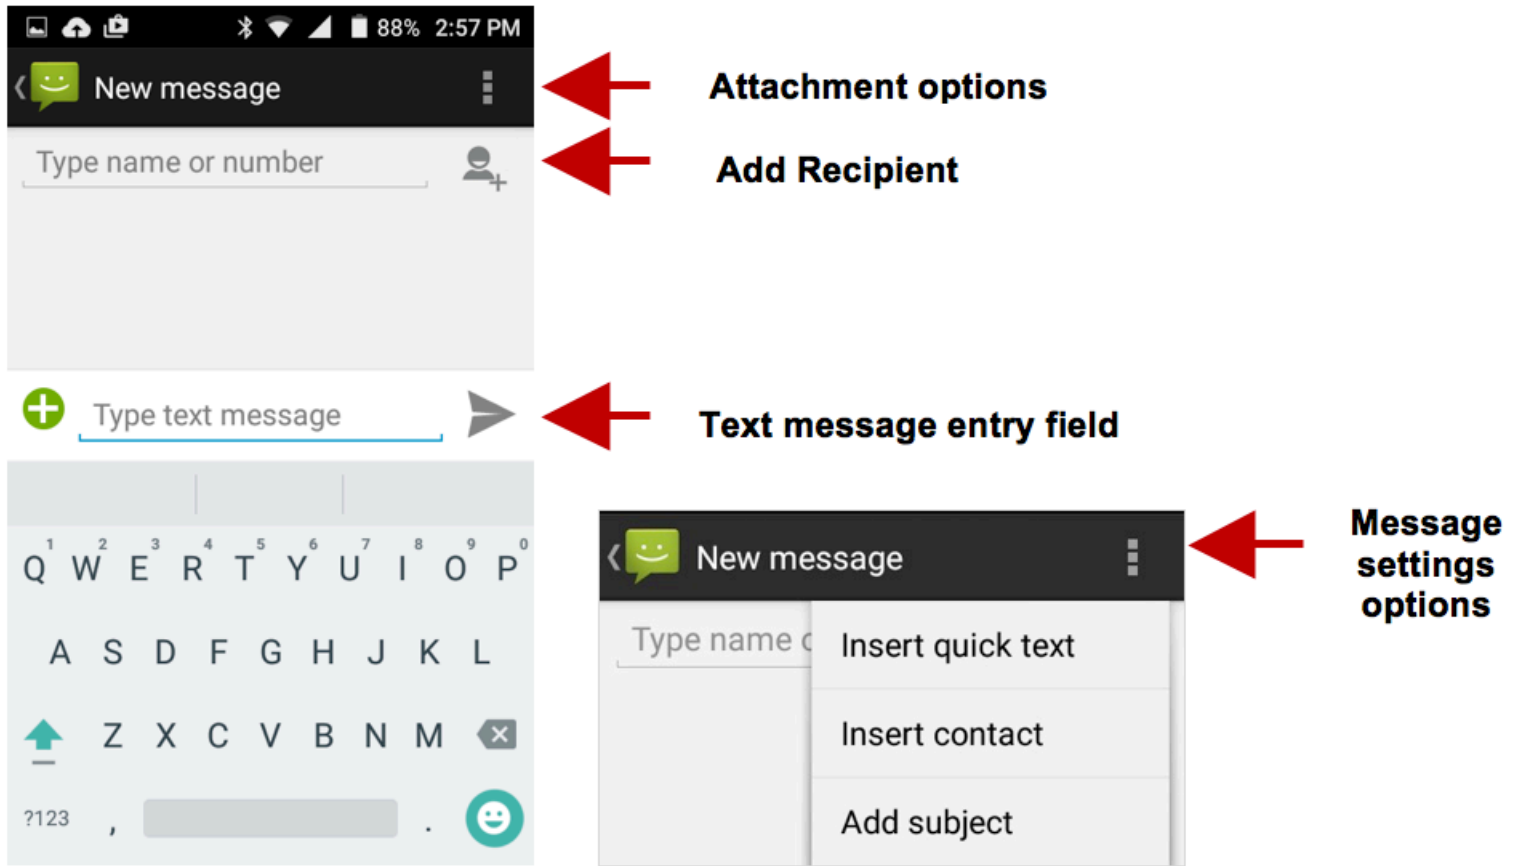 88% 2:57 PM
New message
Attachment options
Type name or number
Add Recipient
Type text message
Text message entry field
1 2 3 4 5 6 7 8 9 0
Q W E R T Y U I O P
A S D F G H J K L
Z X C V B N M
?123 , .
New message
Message
settings
options
Type name
Insert quick text
Insert contact
Add subject